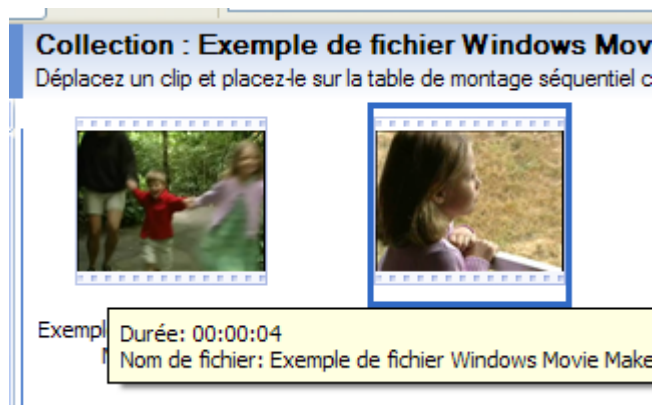 Collection : Exemple de fichier Windows Mov
Déplacez un clip et placez-le sur la table de montage séquentiel c
Exempl
Durée: 00:00:04
Nom de fichier: Exemple de fichier Windows Movie Make